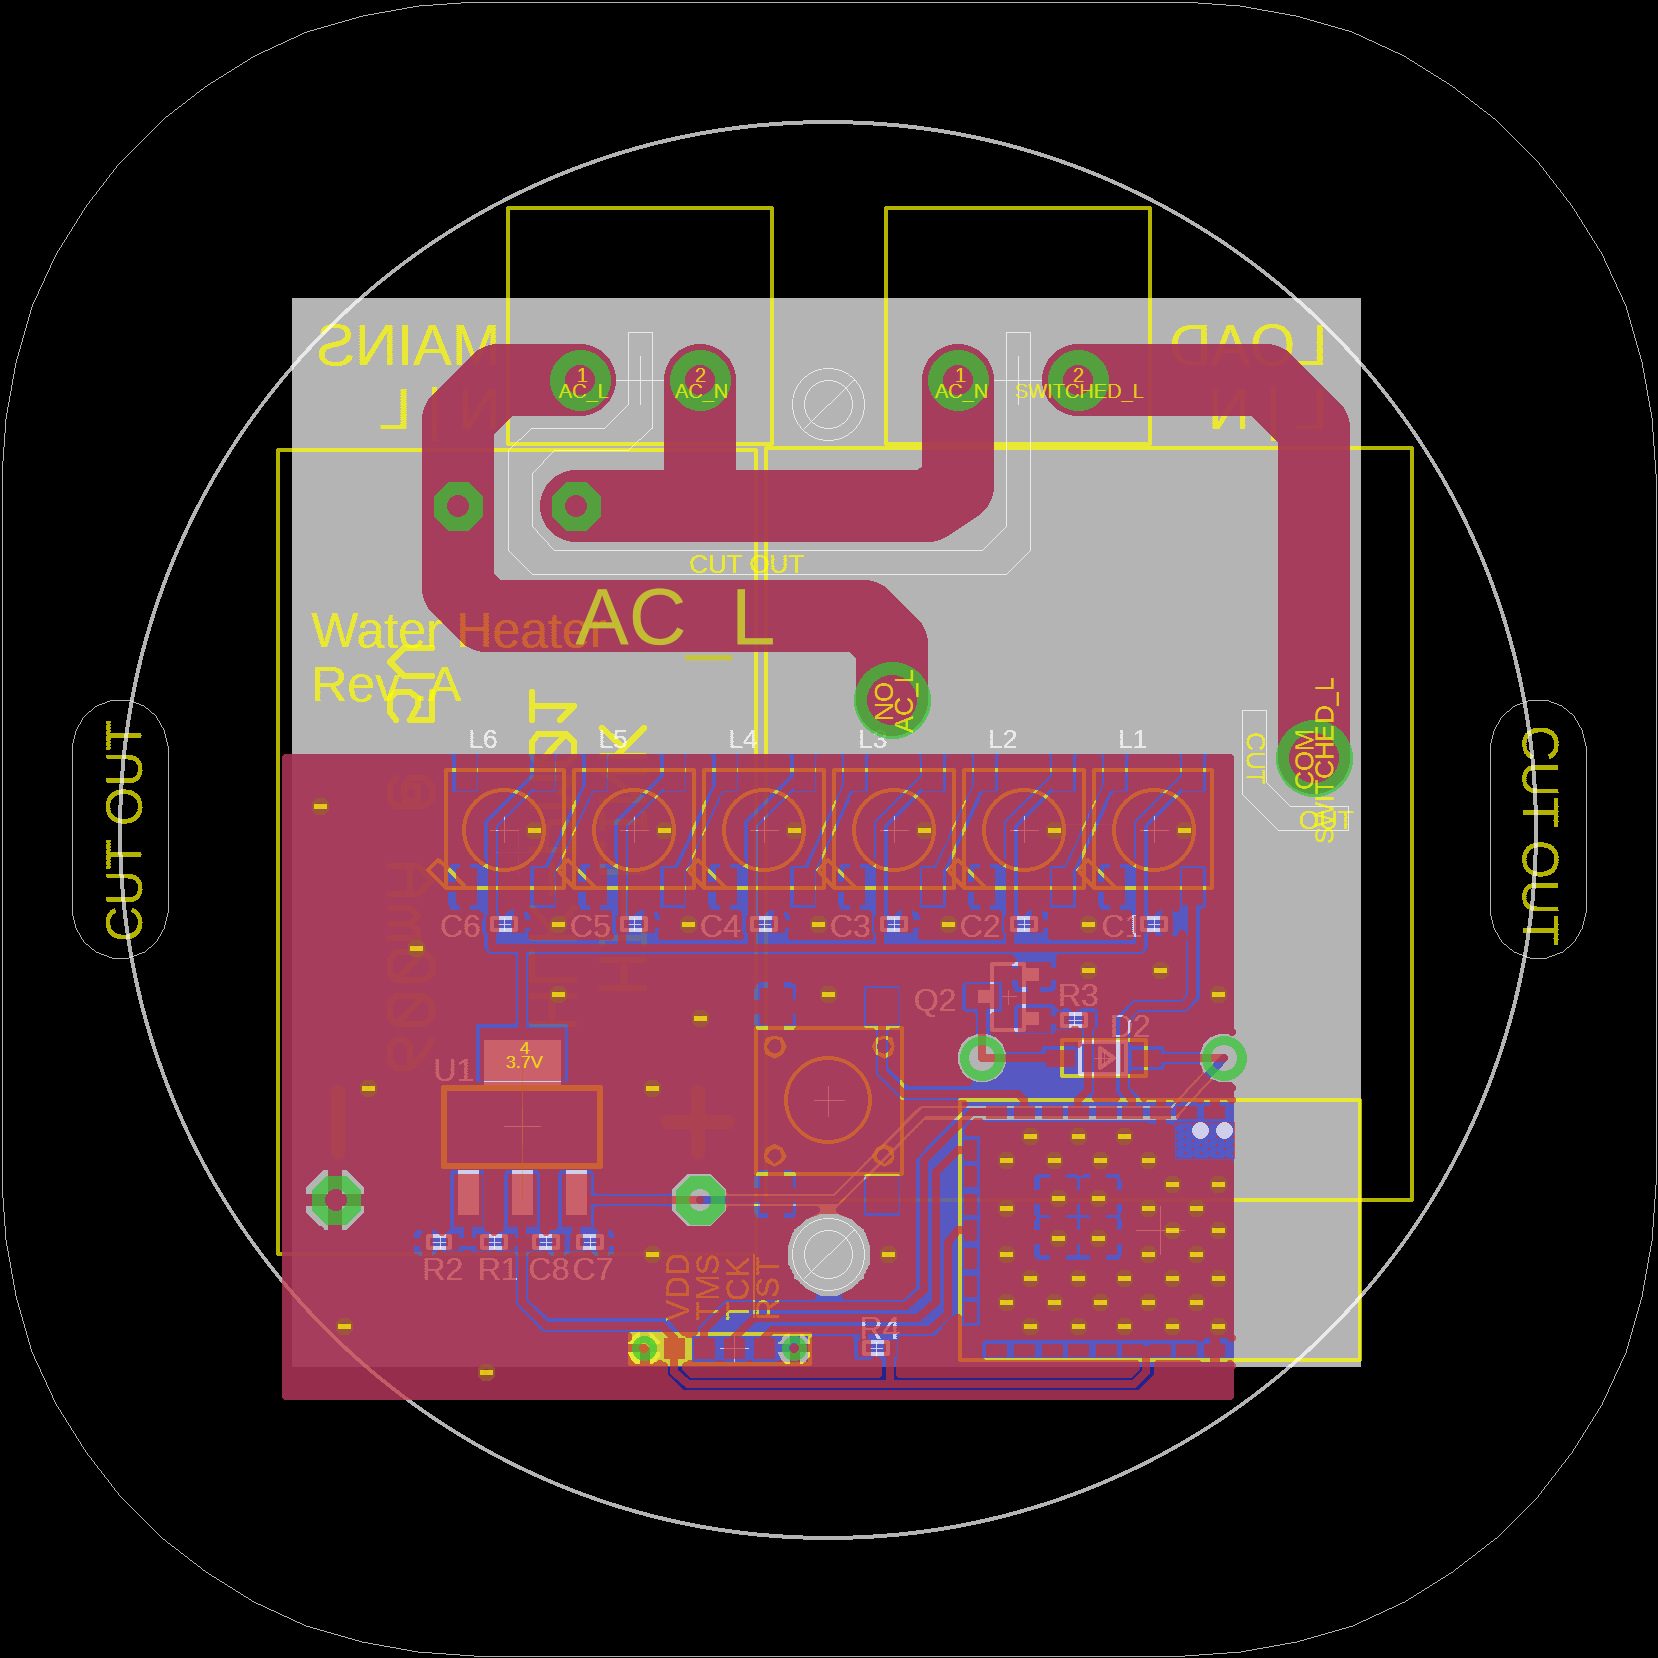 MAINS
LOAD
N | L
L | N
1
AC_L
2
AC_N
1
AC_N
2
SWITCHED_L
CUT OUT
AC_L
Water Heater
Rev A
NO
AC_L
COM
SWITCHED_L
CUT
OUT
CUT OUT
CUT OUT
L6
L5
L4
L3
L2
L1
C6
C5
C4
C3
C2
C1
Q2
R3
D2
U1
4
3.7V
R2
R1
C8
C7
VDD
TMS
TCK
RST
R4